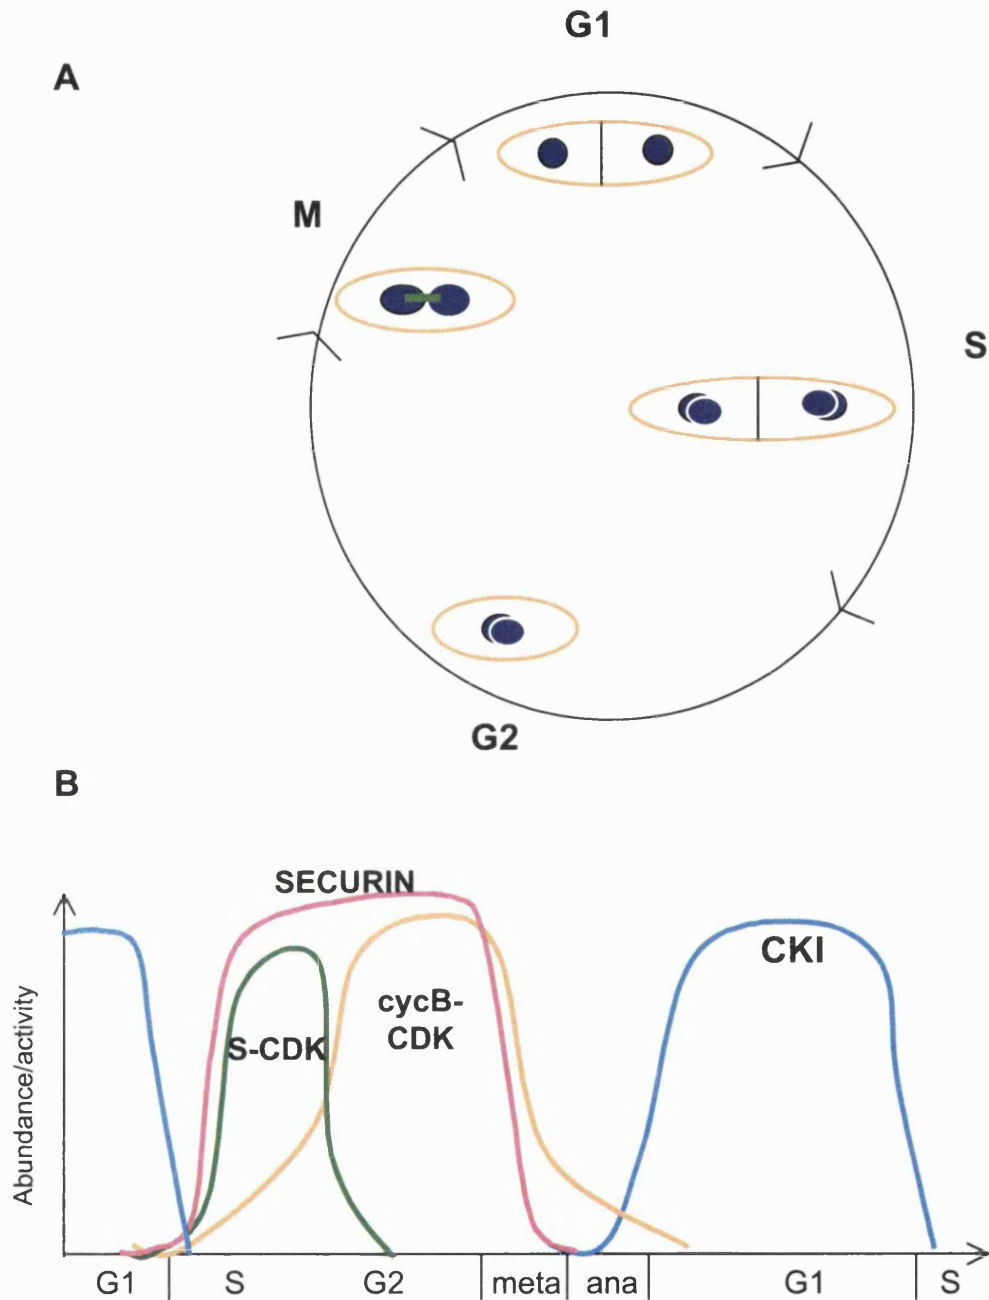 G1
A
M
S
G2
B
SECURIN
CKI
cycB-
CDK
S-CDK
Abundance/activity
G1
S
G2
meta
ana
G1
S